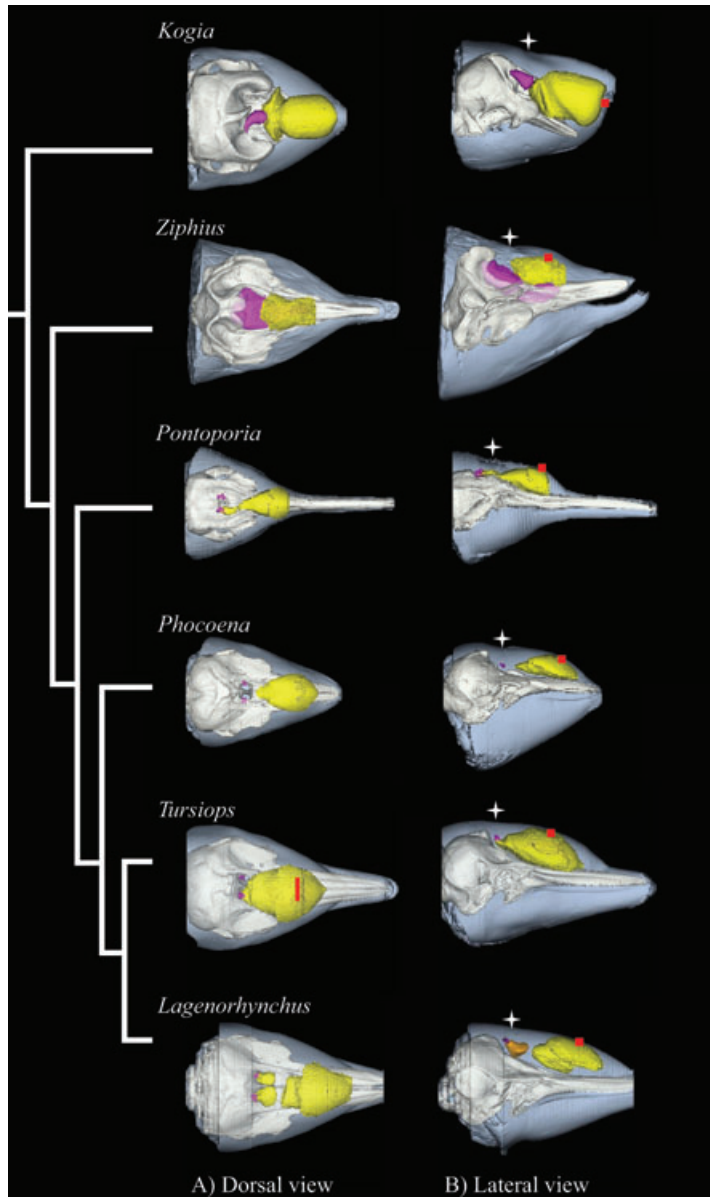 Kogia
Ziphius
Pontoporia
Phocoena
Tursiops
Lagenorhynchus
A) Dorsal view B) Lateral view